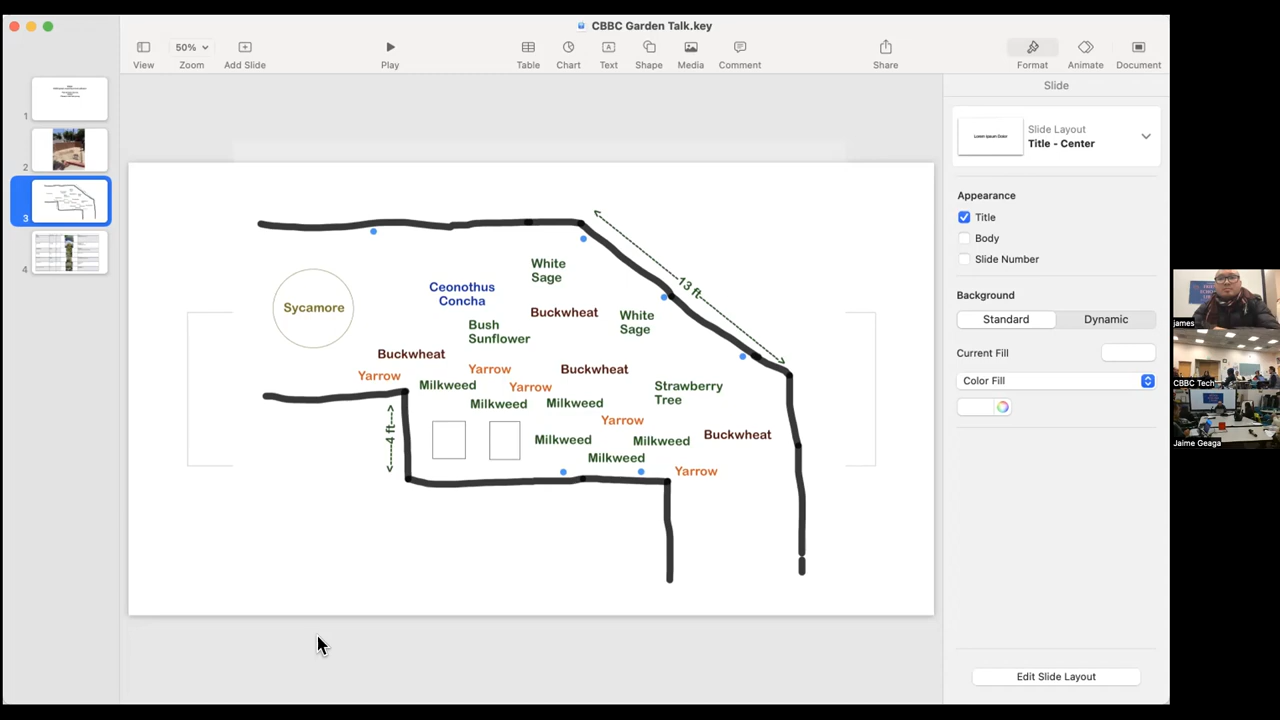 CBBC Garden Talk.key
50%
View
Zoom
Add Slide
Play
Table
Chart
Text
Shape
Media
Comment
Share
Format
Animate
Document
Slide
Slide Layout
Title - Center
Appearance
Title
Body
Slide Number
Background
Standard
Dynamic
Current Fill
Color Fill
Edit Slide Layout
1
2
3
4
13 ft
White
Sage
Ceonothus
Concha
Sycamore
Buckwheat
White
Sage
Bush
Sunflower
Buckwheat
Yarrow
Yarrow
Buckwheat
Milkweed
Yarrow
Strawberry
Tree
Milkweed
Milkweed
Yarrow
4 ft
Milkweed
Milkweed
Buckwheat
Milkweed
Yarrow
james
CBBC Tech
Jaime Geaga